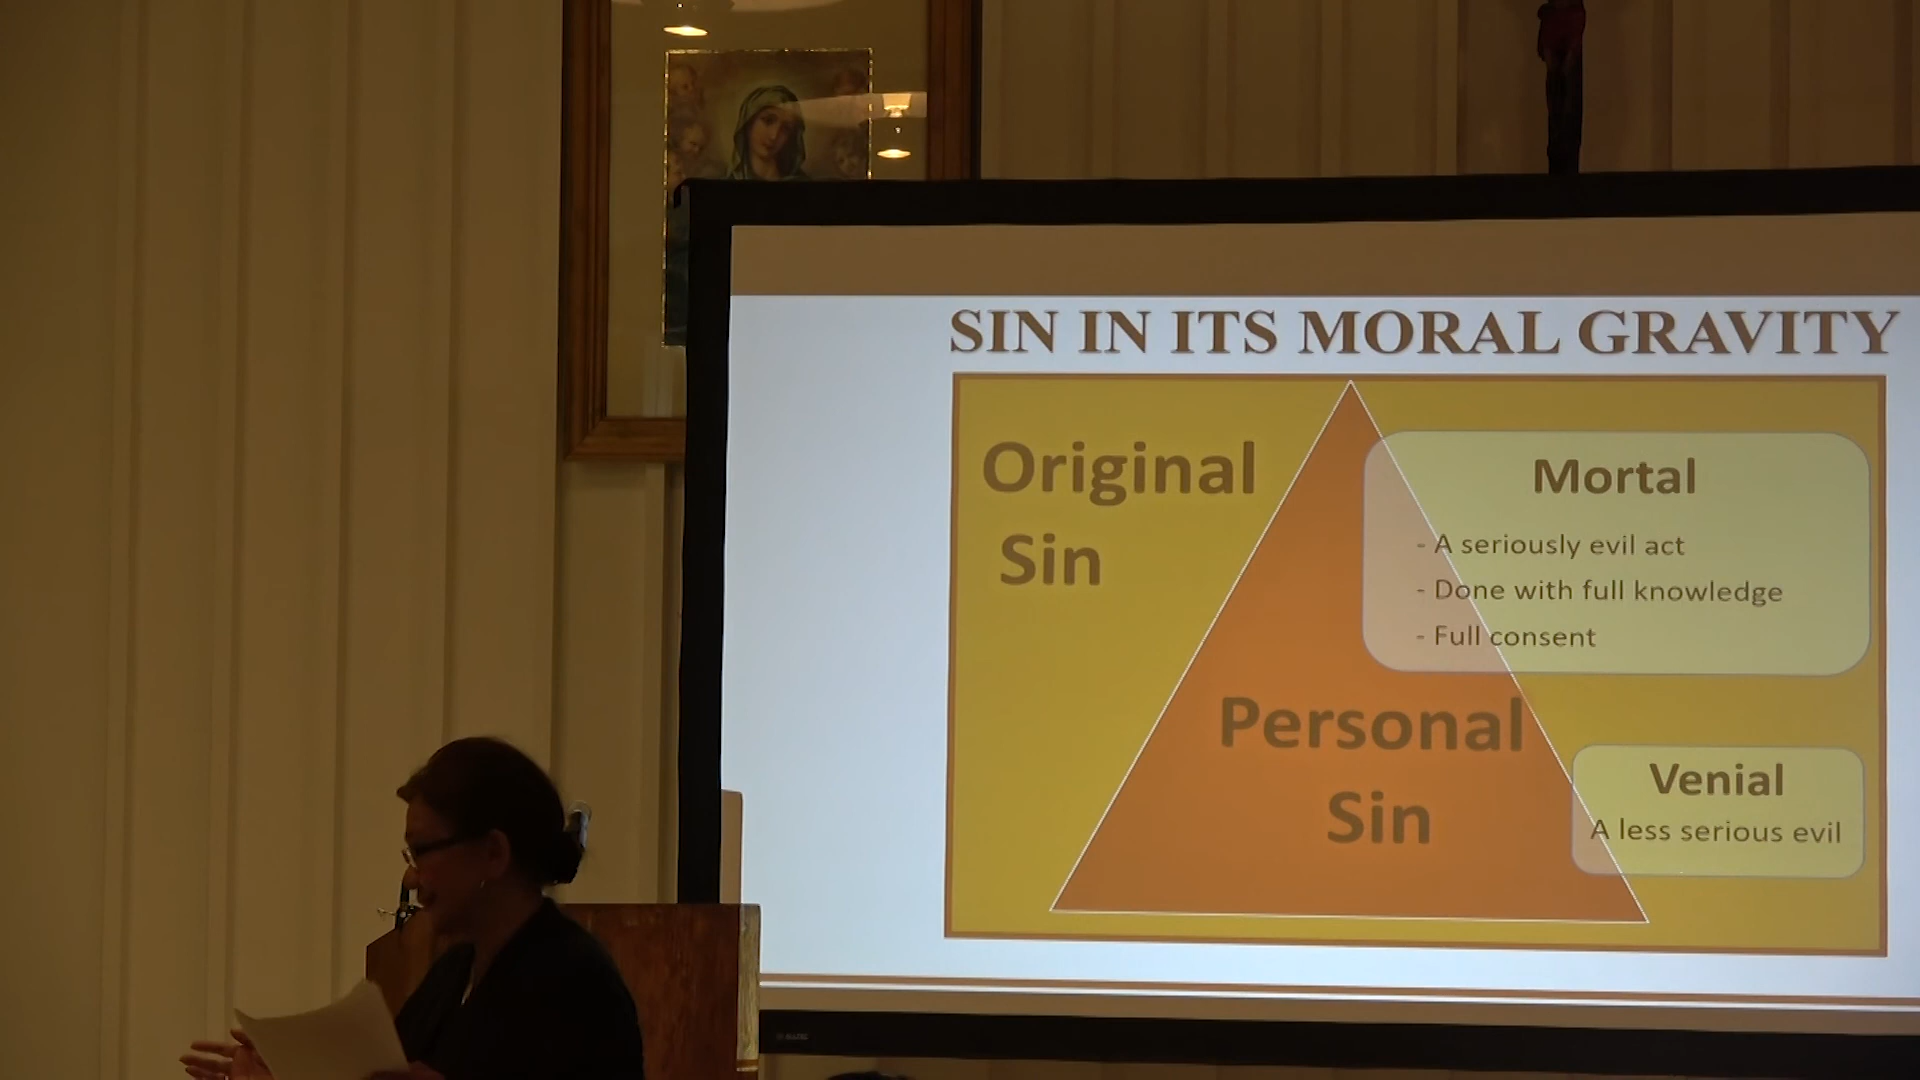 SIN IN ITS MORAL GRAVITY
Original
Sin
Mortal
- A seriously evil act
- Done with full knowledge
- Full consent
Personal
Sin
Venial
A less serious evil